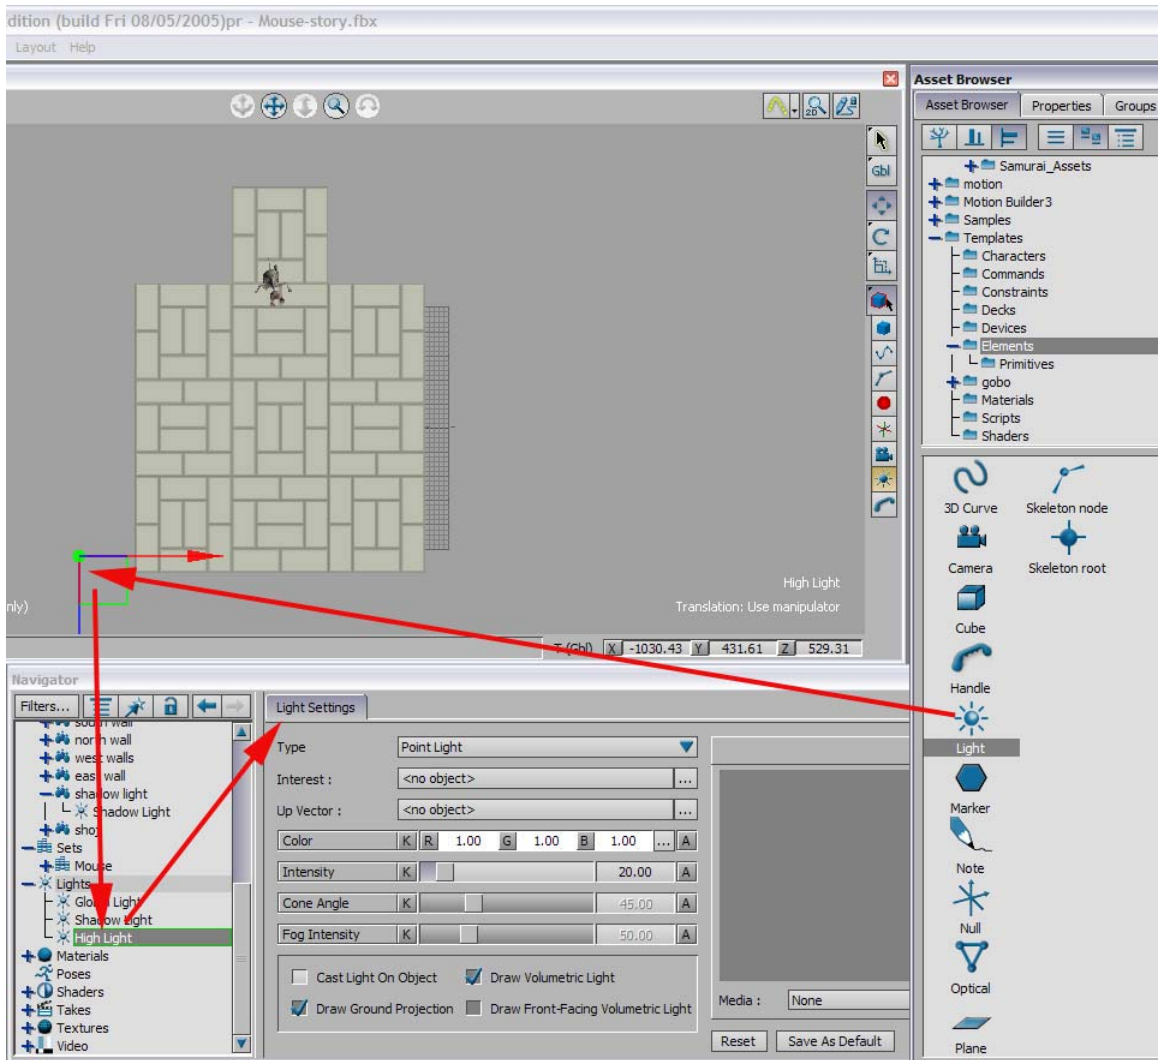 dition (build Fri 08/05/2005)pr - Mouse-story.fbx
Layout Help
Asset Browser
Asset Browser Properties Groups
2D
Gbl
Samurai_Assets
motion
Motion Builder3
Samples
Templates
Characters
Commands
Constraints
Decks
Devices
Elements
Primitives
gobo
Materials
Scripts
Shaders
3D Curve Skeleton node
Camera Skeleton root
Cube
Handle
Light
Marker
Note
Null
Optical
Plane
High Light
nly) Translation: Use manipulator
T (Gbl) X -1030.43 Y 431.61 Z 529.31
Navigator
Filters...
south wall
north wall
west walls
east wall
shadow light
Shadow Light
Sets
Mouse
Lights
Shadow Light
High Light
Materials
Poses
Shaders
Takes
Textures
Video
Light Settings
Type Point Light
Interest : <no object> ...
Up Vector : <no object> ...
Color K R 1.00 G 1.00 B 1.00 ... A
Intensity K 20.00 A
Cone Angle K 45.00 A
Fog Intensity K 50.00 A
Cast Light On Object Draw Volumetric Light
Draw Ground Projection Draw Front-Facing Volumetric Light
Media : None
Reset Save As Default